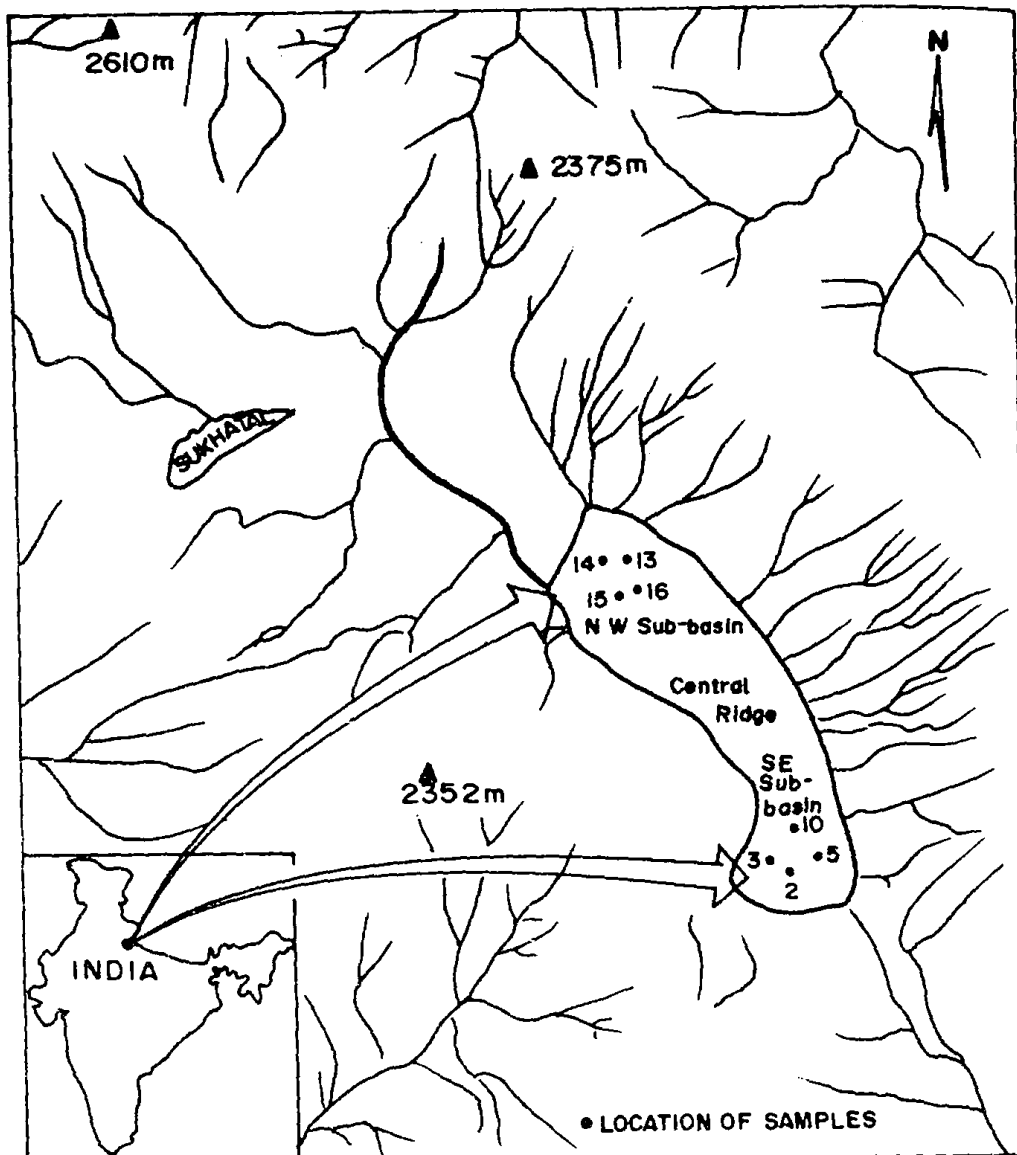 2610m
N
2375m
SUKHATAL
14 13
15 16
N W Sub-basin
Central
Ridge
SE
Sub-
basin
10
2352m
3 5
2
INDIA
LOCATION OF SAMPLES